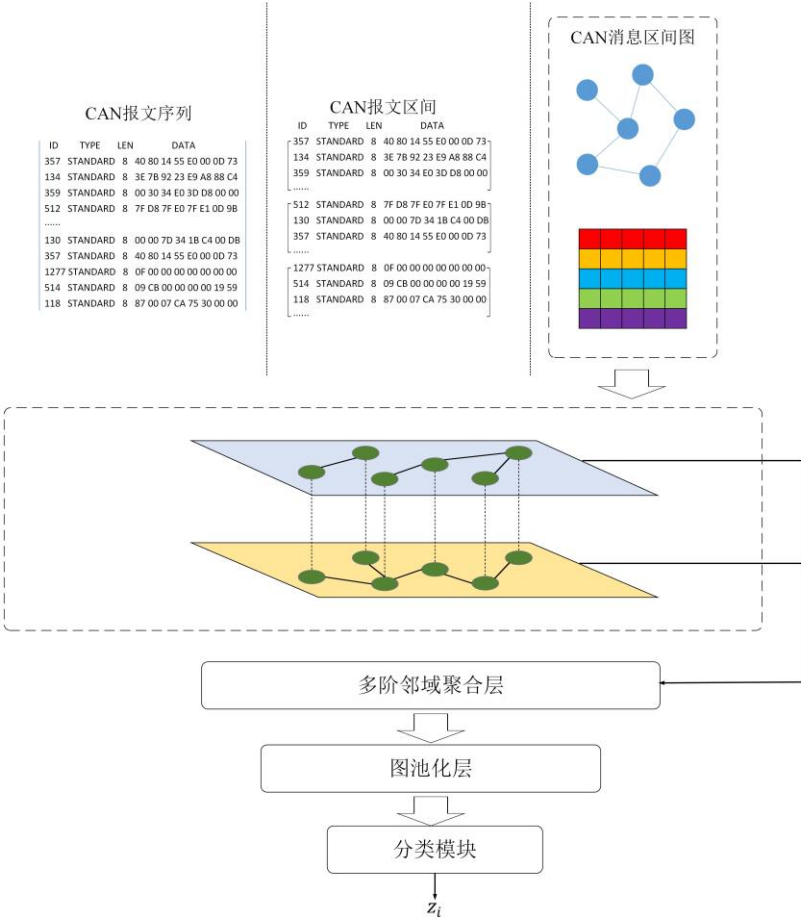 CAN报文序列
ID TYPE LEN DATA
357 STANDARD 8 40 80 14 55 E0 00 0D 73
134 STANDARD 8 3E 7B 92 23 E9 A8 88 C4
359 STANDARD 8 00 30 34 E0 3D D8 00 00
512 STANDARD 8 7F D8 7F E0 7F E1 0D 9B
......
130 STANDARD 8 00 00 7D 34 1B C4 00 DB
357 STANDARD 8 40 80 14 55 E0 00 0D 73
1277 STANDARD 8 0F 00 00 00 00 00 00 00
514 STANDARD 8 09 CB 00 00 00 00 19 59
118 STANDARD 8 87 00 07 CA 75 30 00 00
CAN报文区间
ID TYPE LEN DATA
357 STANDARD 8 40 80 14 55 E0 00 0D 73
134 STANDARD 8 3E 7B 92 23 E9 A8 88 C4
359 STANDARD 8 00 30 34 E0 3D D8 00 00
......
512 STANDARD 8 7F D8 7F E0 7F E1 0D 9B
130 STANDARD 8 00 00 7D 34 1B C4 00 DB
357 STANDARD 8 40 80 14 55 E0 00 0D 73
......
1277 STANDARD 8 0F 00 00 00 00 00 00 00
514 STANDARD 8 09 CB 00 00 00 00 19 59
118 STANDARD 8 87 00 07 CA 75 30 00 00
......
CAN消息区间图
多阶邻域聚合层
图池化层
分类模块
z_i